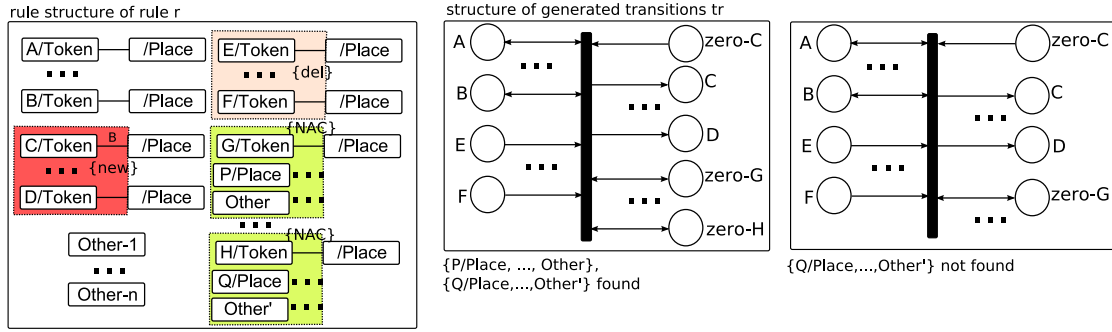 rule structure of rule r
A/Token /Place
E/Token /Place
{del}
B/Token /Place
F/Token /Place
C/Token B /Place
{new}
D/Token /Place
{NAC}
G/Token /Place
P/Place
Other
{NAC}
H/Token /Place
Q/Place
Other'
Other-1
Other-n
structure of generated transitions tr
A zero-C
B C
E D
F zero-G
zero-H
{P/Place, ..., Other},
{Q/Place,...,Other'} found
A zero-C
B C
E D
F zero-G
{Q/Place,...,Other'} not found